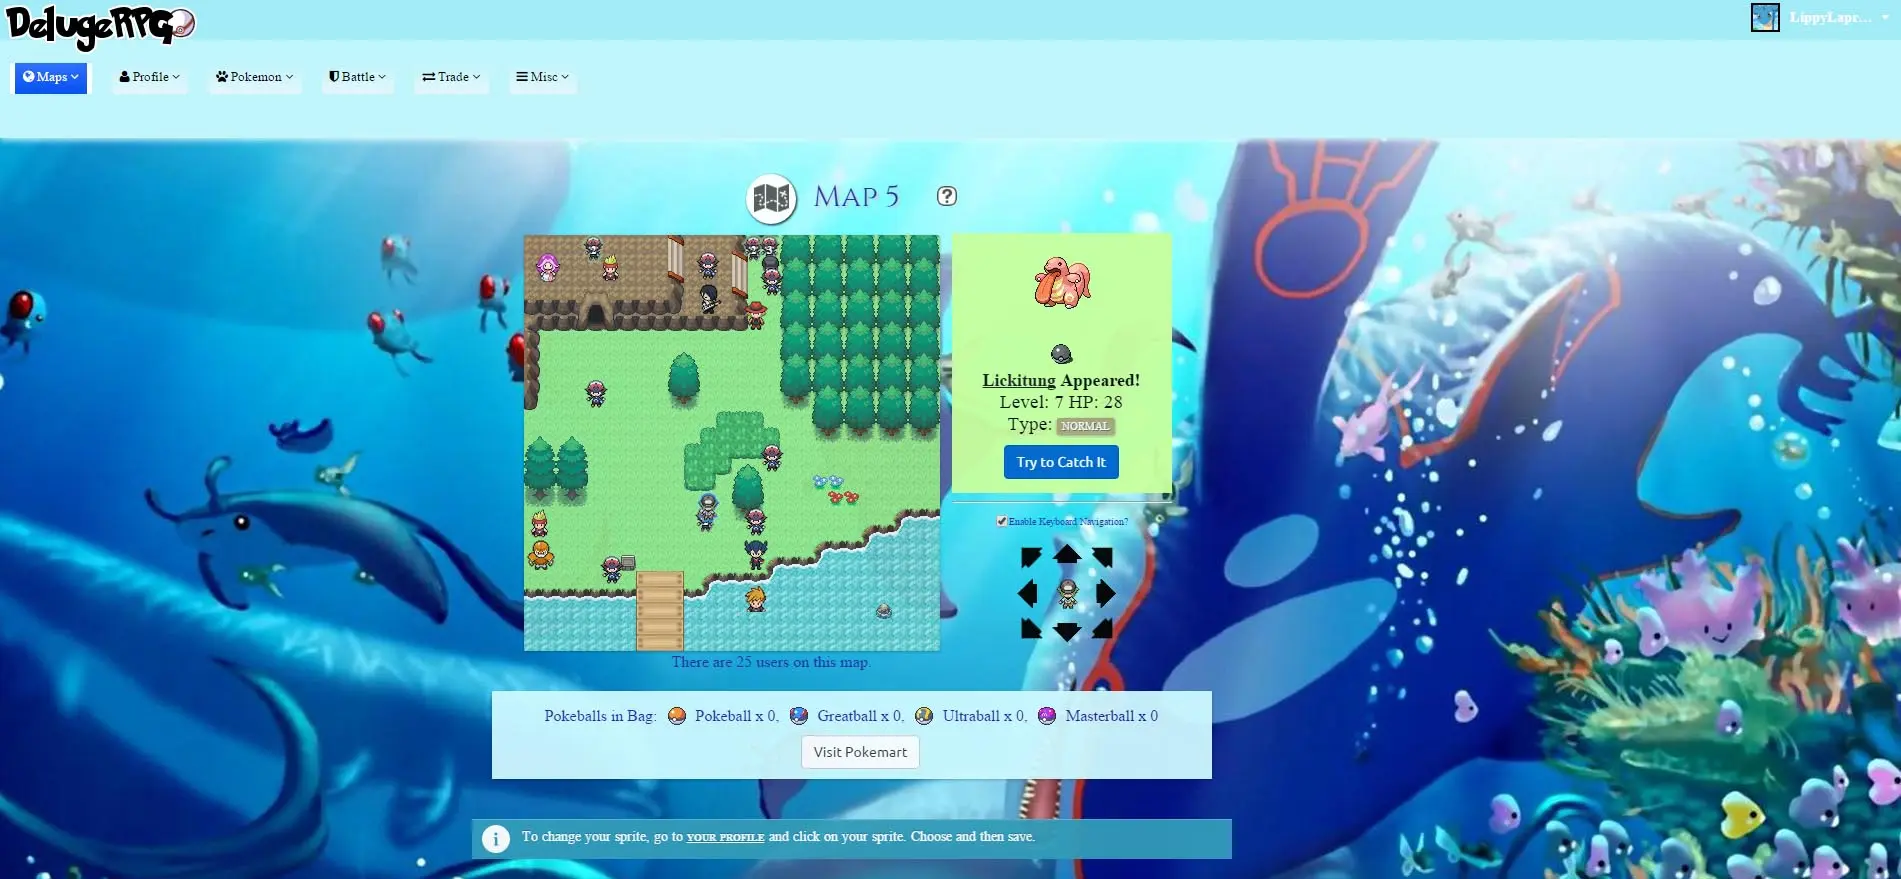 DelugeRPG
LippyLapr...
Maps
Profile
Pokemon
Battle
Trade
Misc
Map 5
?
Lickitung Appeared!
Level: 7 HP: 28
Type: NORMAL
Try to Catch It
Enable Keyboard Navigation?
There are 25 users on this map.
Pokeballs in Bag: Pokeball x 0, Greatball x 0, Ultraball x 0, Masterball x 0
Visit Pokemart
i To change your sprite, go to YOUR PROFILE and click on your sprite. Choose and then save.